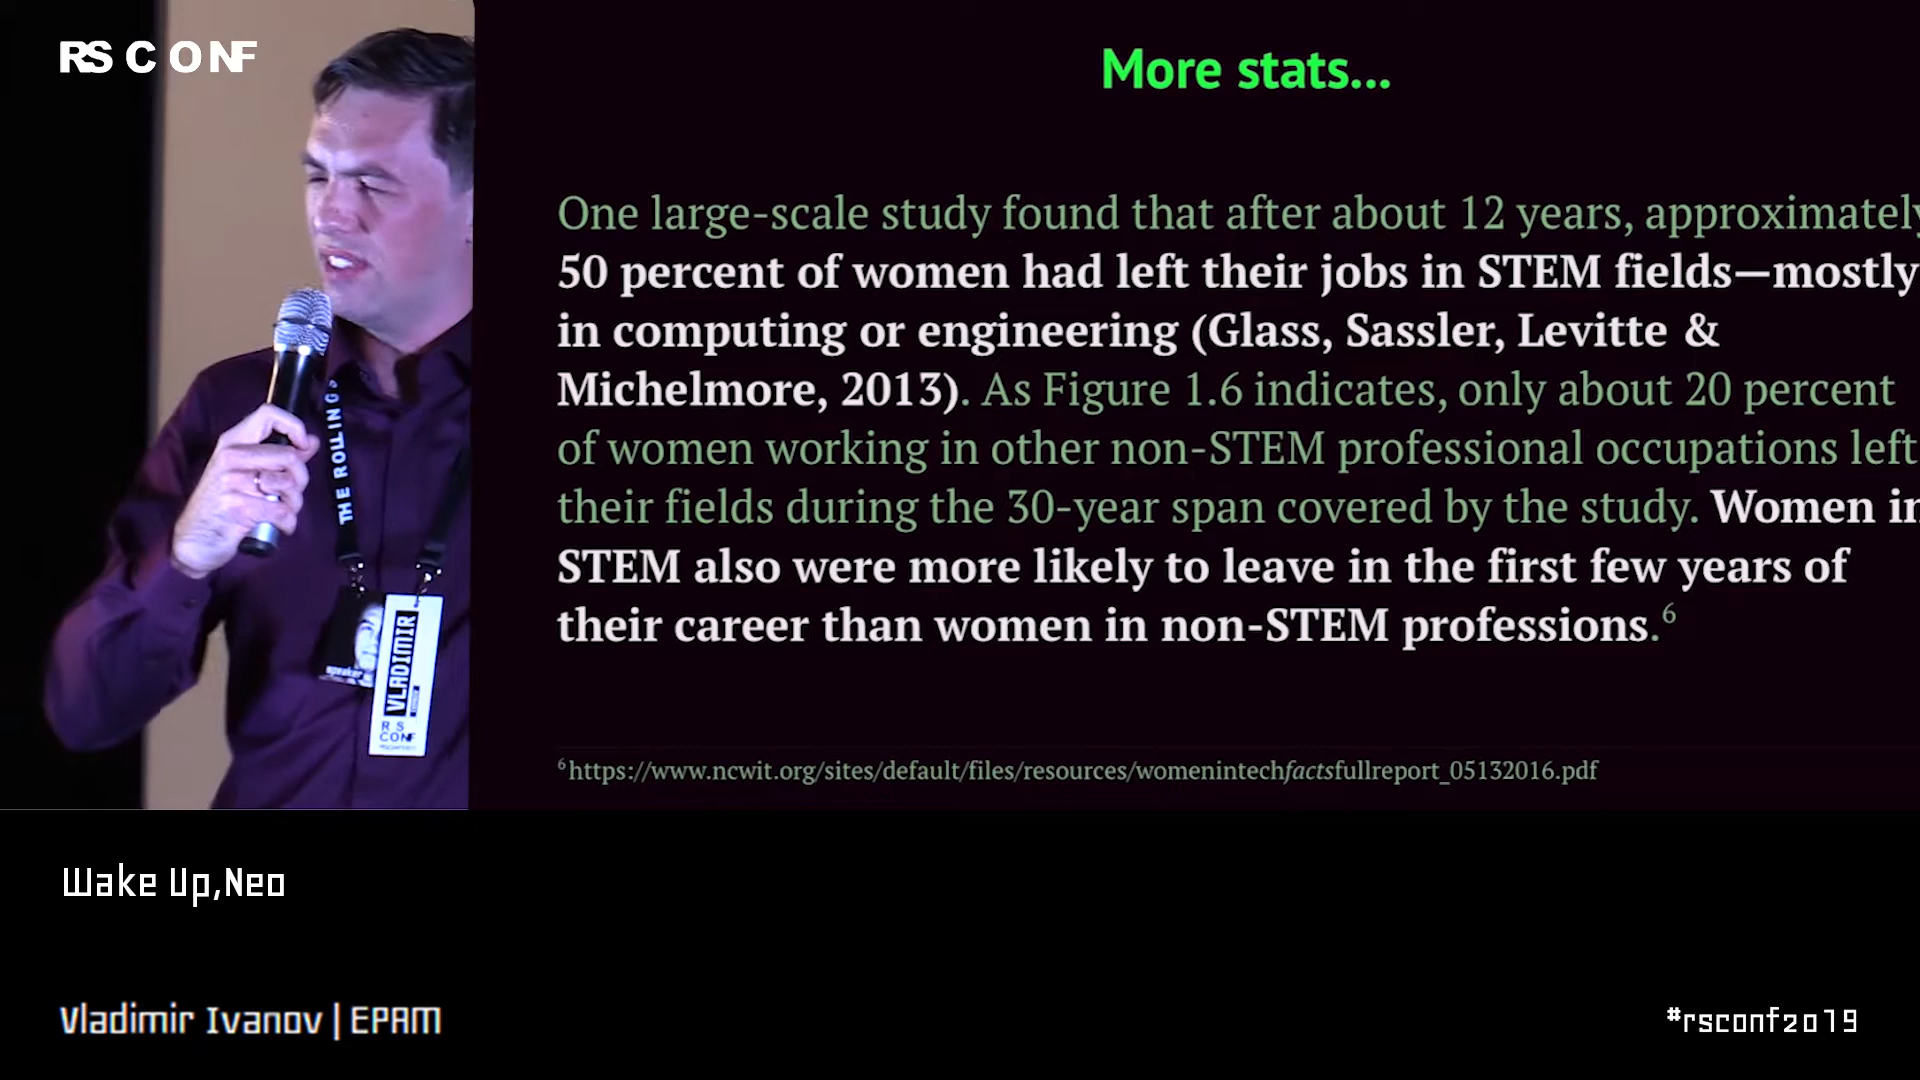 RS CONF
More stats...
One large-scale study found that after about 12 years, approximately
50 percent of women had left their jobs in STEM fields—mostly
in computing or engineering (Glass, Sassler, Levitte &
Michelmore, 2013). As Figure 1.6 indicates, only about 20 percent
of women working in other non-STEM professional occupations left
their fields during the 30-year span covered by the study. Women in
STEM also were more likely to leave in the first few years of
their career than women in non-STEM professions.⁶
⁶https://www.ncwit.org/sites/default/files/resources/womenintechfactsfullreport_05132016.pdf
THE ROLLING S
speaker
VLADIMIR
RS
CONF
Wake Up,Neo
Vladimir Ivanov | EPAM
#rsconf2019